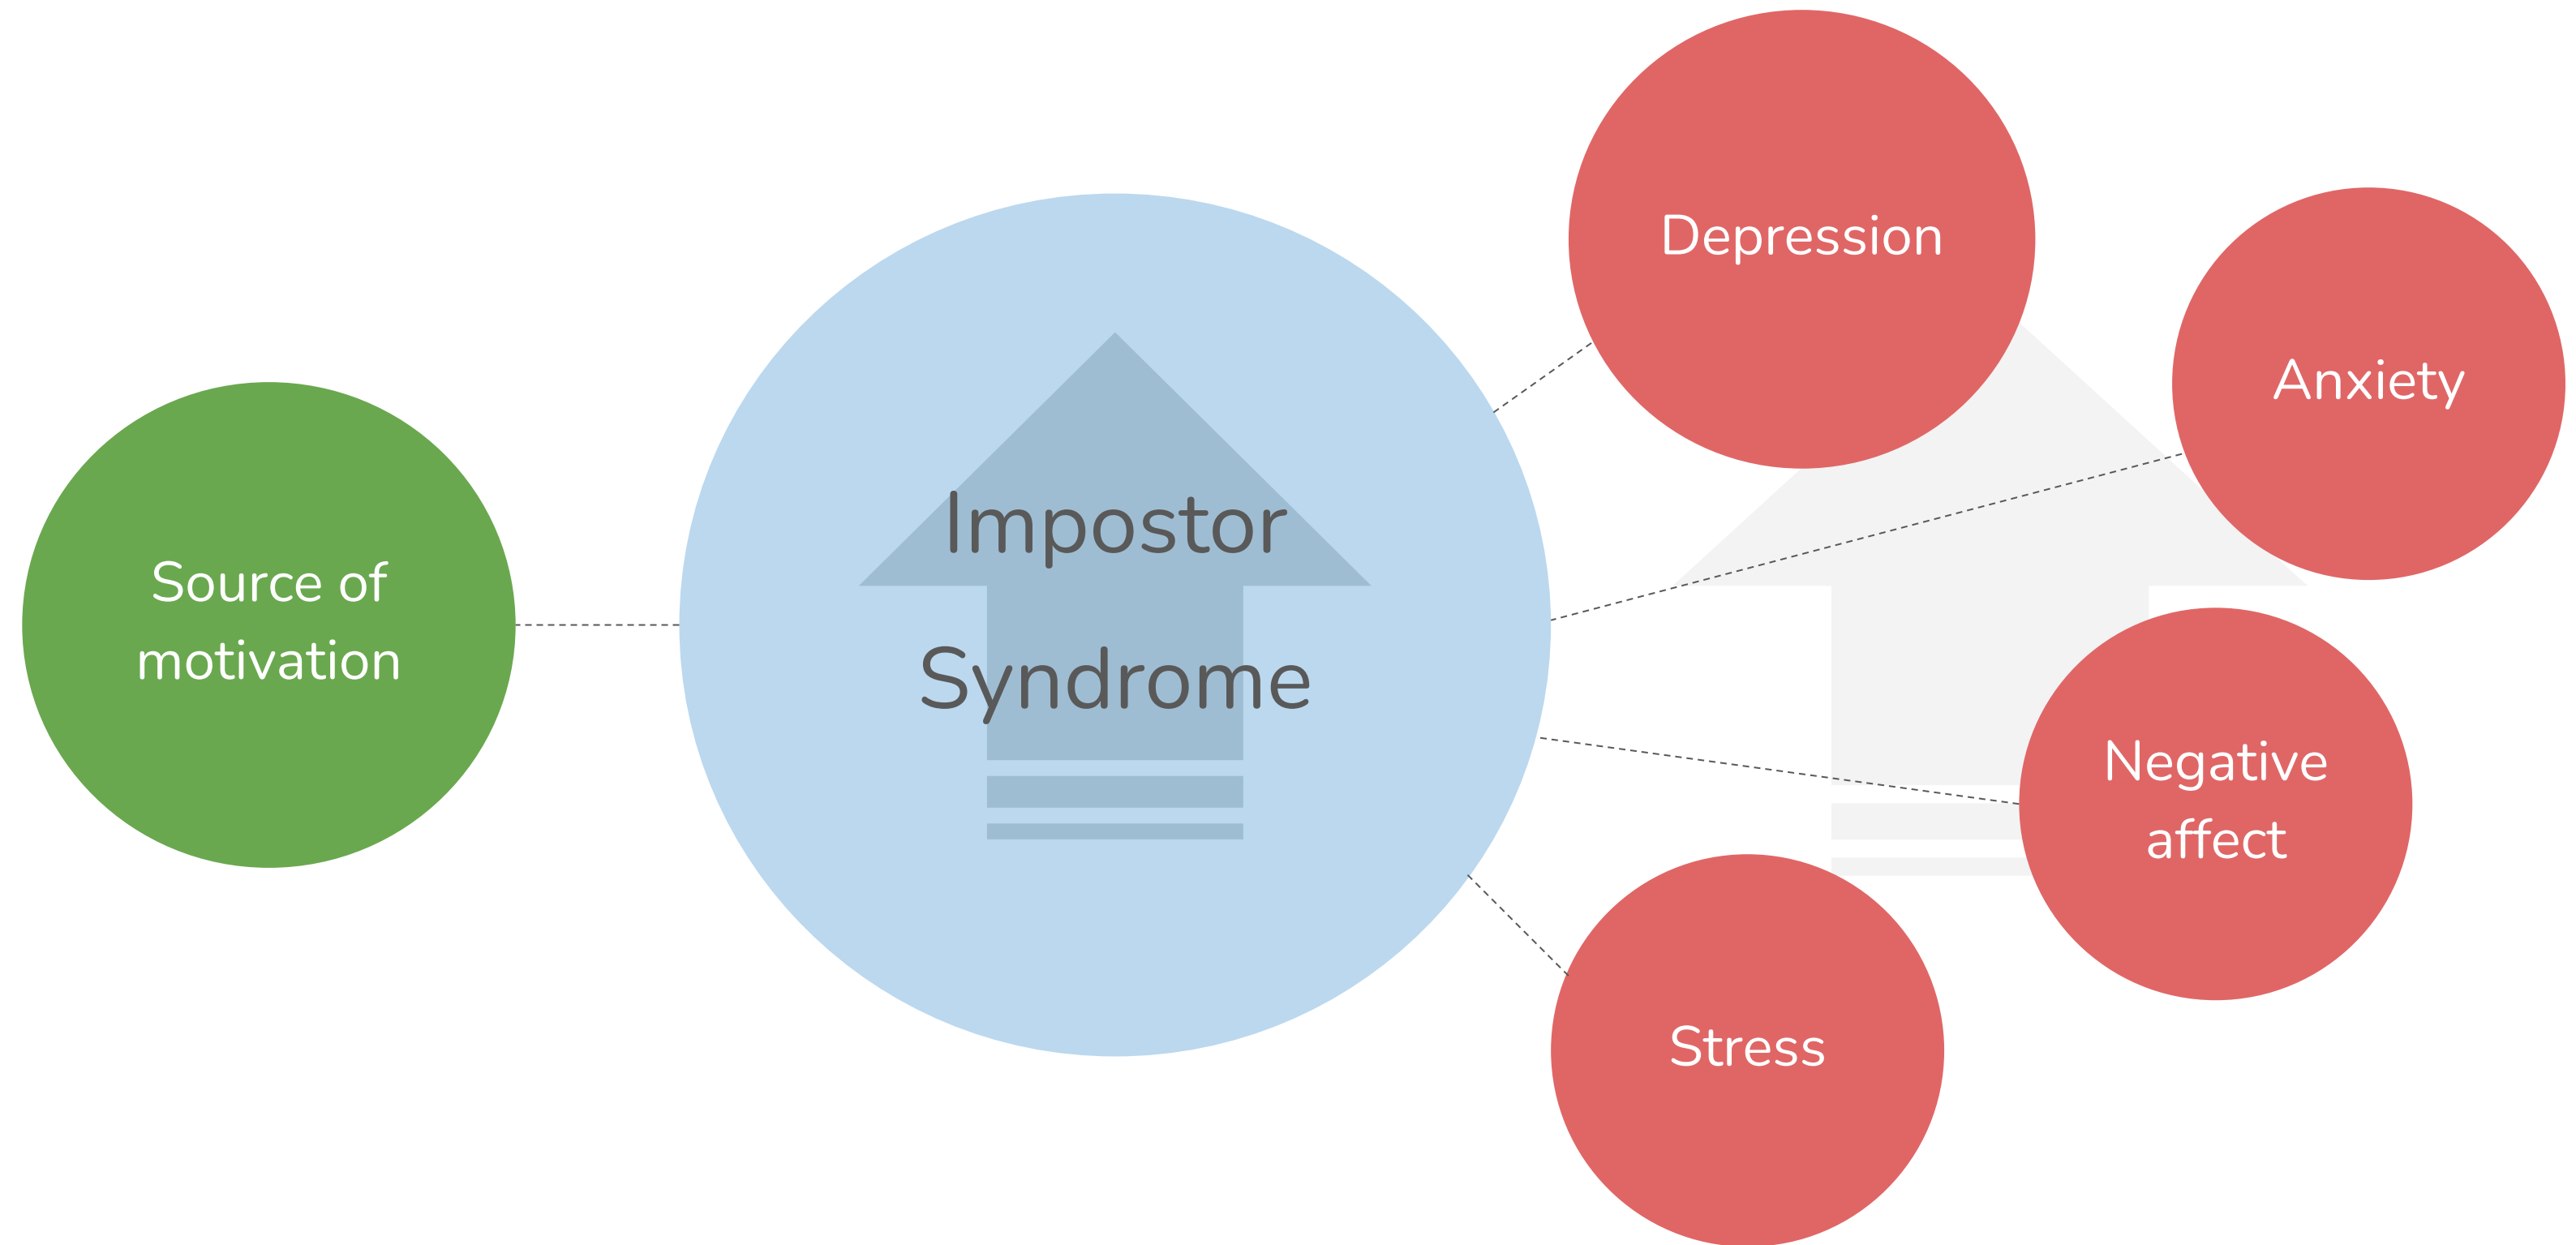 Source of
motivation
Impostor
Syndrome
Depression
Anxiety
Negative
affect
Stress